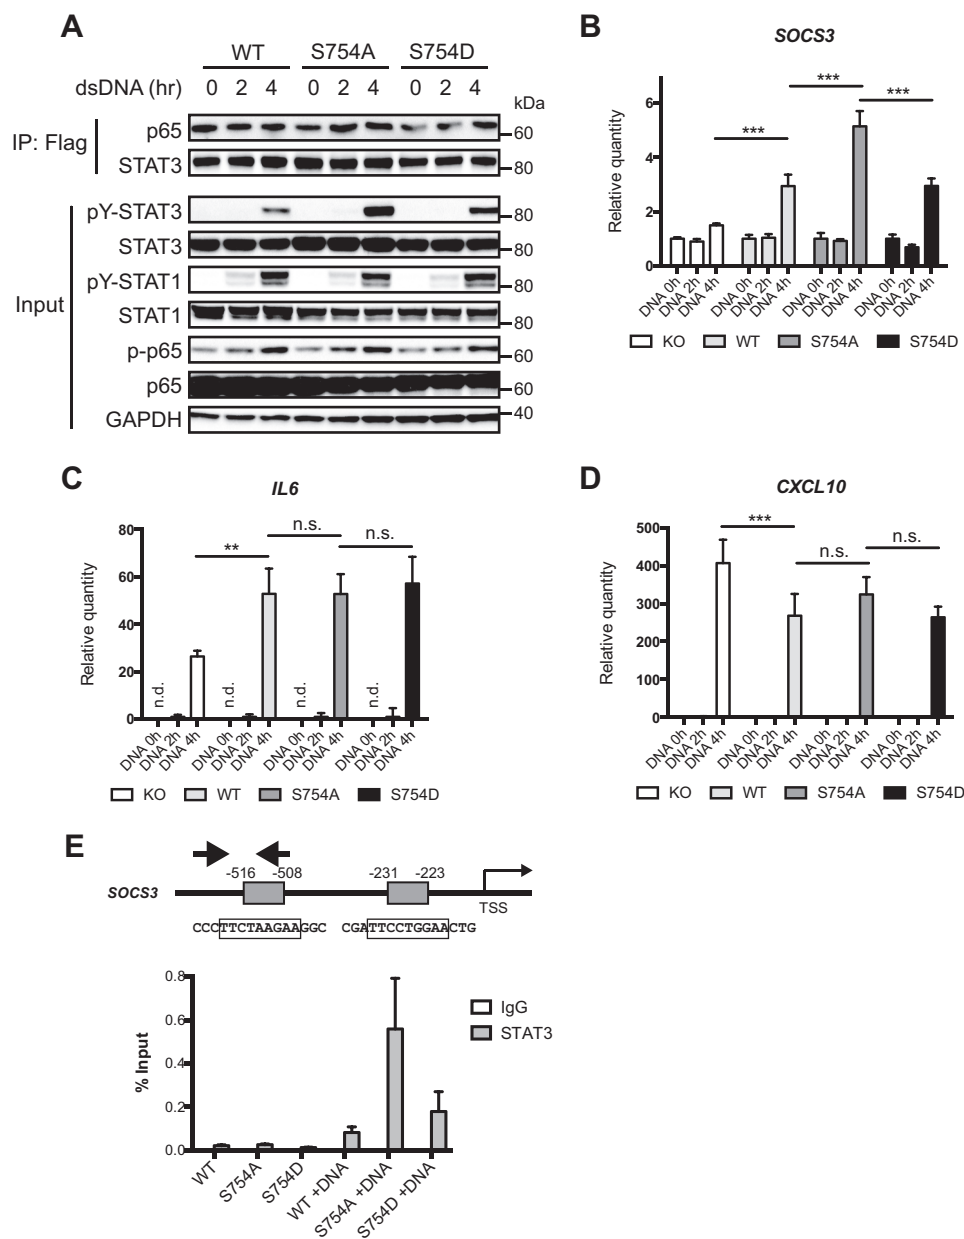 A
WT S754A S754D
dsDNA (hr) 0 2 4 0 2 4 0 2 4
kDa
IP: Flag
p65 60
STAT3 80
Input
pY-STAT3 80
STAT3 80
pY-STAT1 80
STAT1 80
p-p65 60
p65 60
GAPDH 40
B
SOCS3
Relative quantity
6
4
2
0
*** *** ***
DNA 0h DNA 2h DNA 4h DNA 0h DNA 2h DNA 4h DNA 0h DNA 2h DNA 4h DNA 0h DNA 2h DNA 4h
KO WT S754A S754D
C
IL6
Relative quantity
80
60
40
20
0
** n.s. n.s.
n.d. n.d. n.d. n.d.
DNA 0h DNA 2h DNA 4h DNA 0h DNA 2h DNA 4h DNA 0h DNA 2h DNA 4h DNA 0h DNA 2h DNA 4h
KO WT S754A S754D
D
CXCL10
Relative quantity
500
400
300
200
100
0
*** n.s. n.s.
DNA 0h DNA 2h DNA 4h DNA 0h DNA 2h DNA 4h DNA 0h DNA 2h DNA 4h DNA 0h DNA 2h DNA 4h
KO WT S754A S754D
E
-516 -508 -231 -223
SOCS3
TSS
CCCTTCTAAGAAGGC CGATTCCTGGAACTG
% Input
0.8
0.6
0.4
0.2
0.0
IgG
STAT3
WT S754A S754D WT +DNA S754A +DNA S754D +DNA